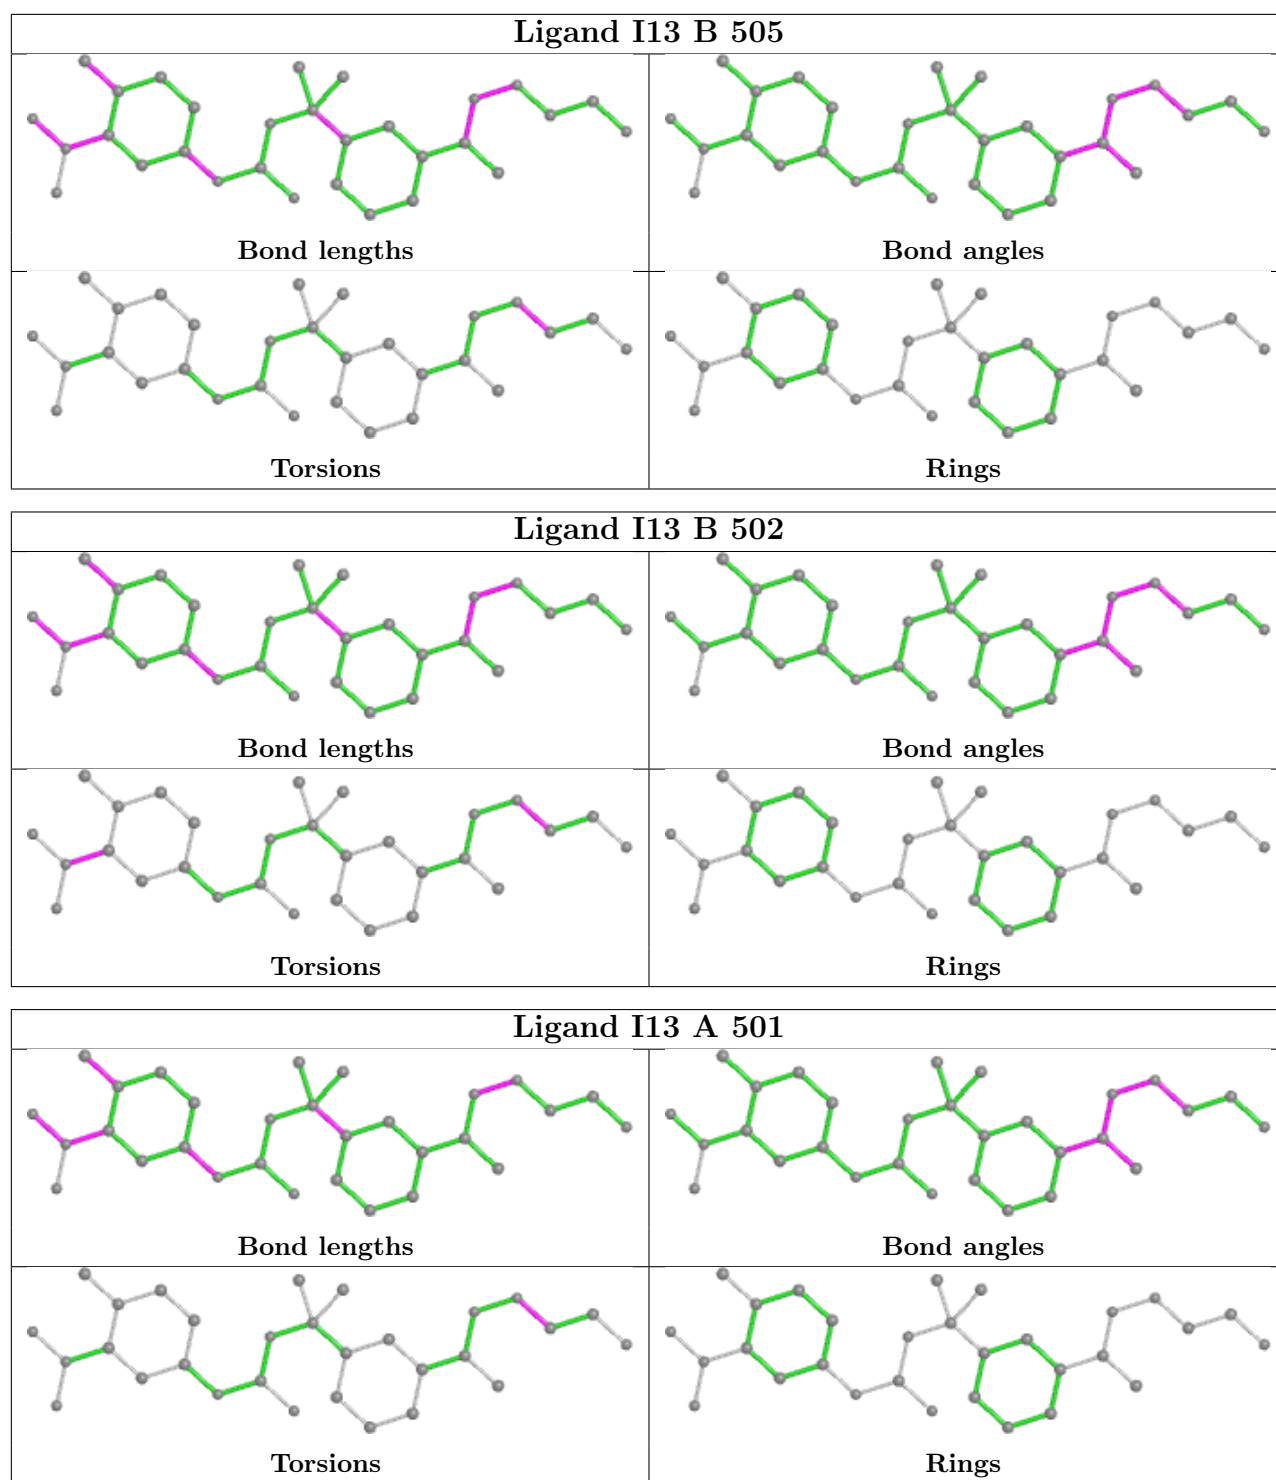 Ligand I13 B 505
Bond lengths
Bond angles
Torsions
Rings
Ligand I13 B 502
Bond lengths
Bond angles
Torsions
Rings
Ligand I13 A 501
Bond lengths
Bond angles
Torsions
Rings